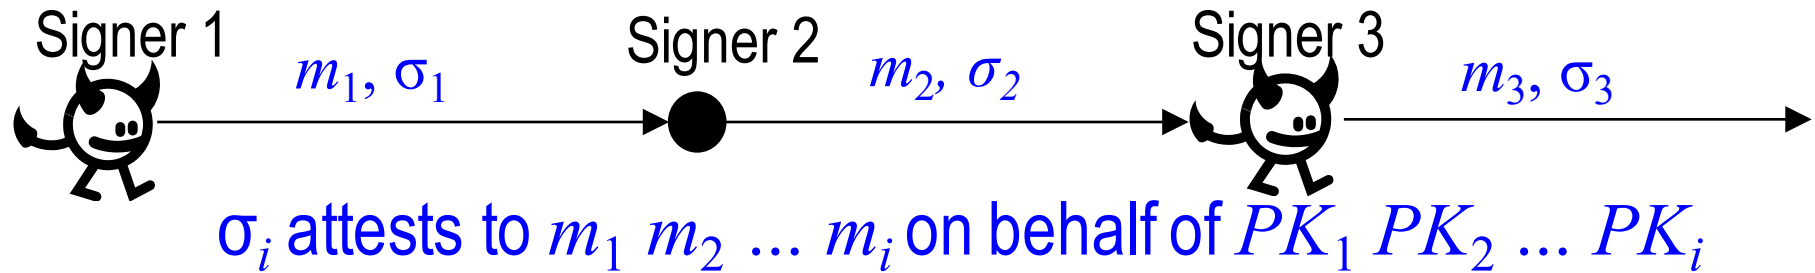 Signer 1 Signer 2 Signer 3
m₁, σ₁ m₂, σ₂ m₃, σ₃
σᵢ attests to m₁ m₂ ... mᵢ on behalf of PK₁ PK₂ ... PKᵢ